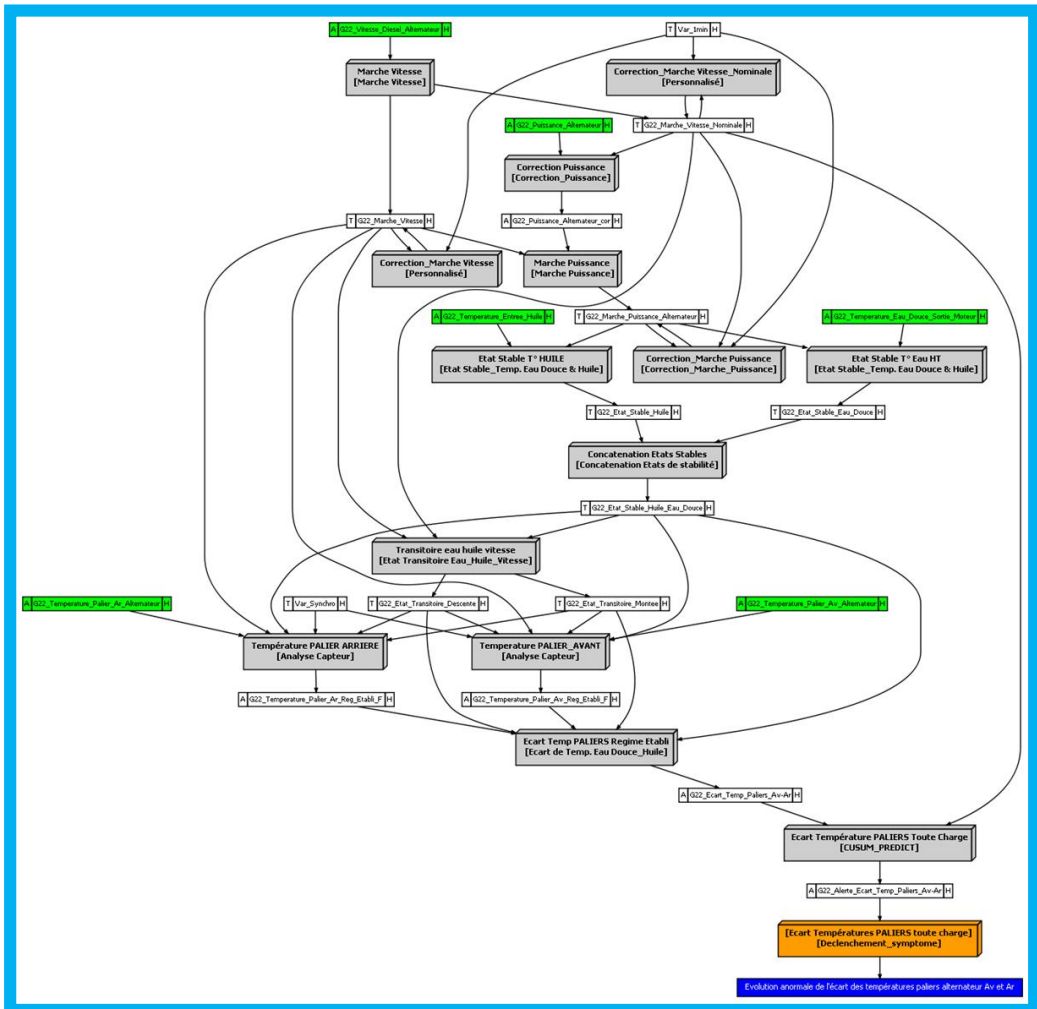 A G22_Vitesse_Diesel_Alternateur H
T Var_1min H
Marche Vitesse
[Marche Vitesse]
Correction_Marche Vitesse_Nominale
[Personnalisé]
A G22_Puissance_Alternateur H
T G22_Marche_Vitesse_Nominale H
Correction Puissance
[Correction_Puissance]
T G22_Marche_Vitesse H
A G22_Puissance_Alternateur_cor H
Correction_Marche Vitesse
[Personnalisé]
Marche Puissance
[Marche Puissance]
A G22_Temperature_Entree_Huile H
T G22_Marche_Puissance_Alternateur H
A G22_Temperature_Eau_Douce_Sortie_Moteur H
Etat Stable T° HUILE
[Etat Stable_Temp. Eau Douce & Huile]
Correction_Marche Puissance
[Correction_Marche_Puissance]
Etat Stable T° Eau HT
[Etat Stable_Temp. Eau Douce & Huile]
T G22_Etat_Stable_Huile H
T G22_Etat_Stable_Eau_Douce H
Concatenation Etats Stables
[Concatenation Etats de stabilité]
T G22_Etat_Stable_Huile_Eau_Douce H
Transitoire eau huile vitesse
[Etat Transitoire Eau_Huile_Vitesse]
A G22_Temperature_Palier_Ar_Alternateur H
T Var_Synchro H
T G22_Etat_Transitoire_Descente H
T G22_Etat_Transitoire_Montee H
A G22_Temperature_Palier_Av_Alternateur H
Température PALIER ARRIERE
[Analyse Capteur]
Temperature PALIER_AVANT
[Analyse Capteur]
A G22_Temperature_Palier_Ar_Reg_Etabli_F H
A G22_Temperature_Palier_Av_Reg_Etabli_F H
Ecart Temp PALIERS Regime Etabli
[Ecart de Temp. Eau Douce_Huile]
A G22_Ecart_Temp_Paliers_Av-Ar H
Ecart Température PALIERS Toute Charge
[CUSUM_PREDICT]
A G22_Alerte_Ecart_Temp_Paliers_Av-Ar H
[Ecart Températures PALIERS toute charge]
[Declenchement_symptome]
Evolution anormale de l'écart des températures paliers alternateur Av et Ar